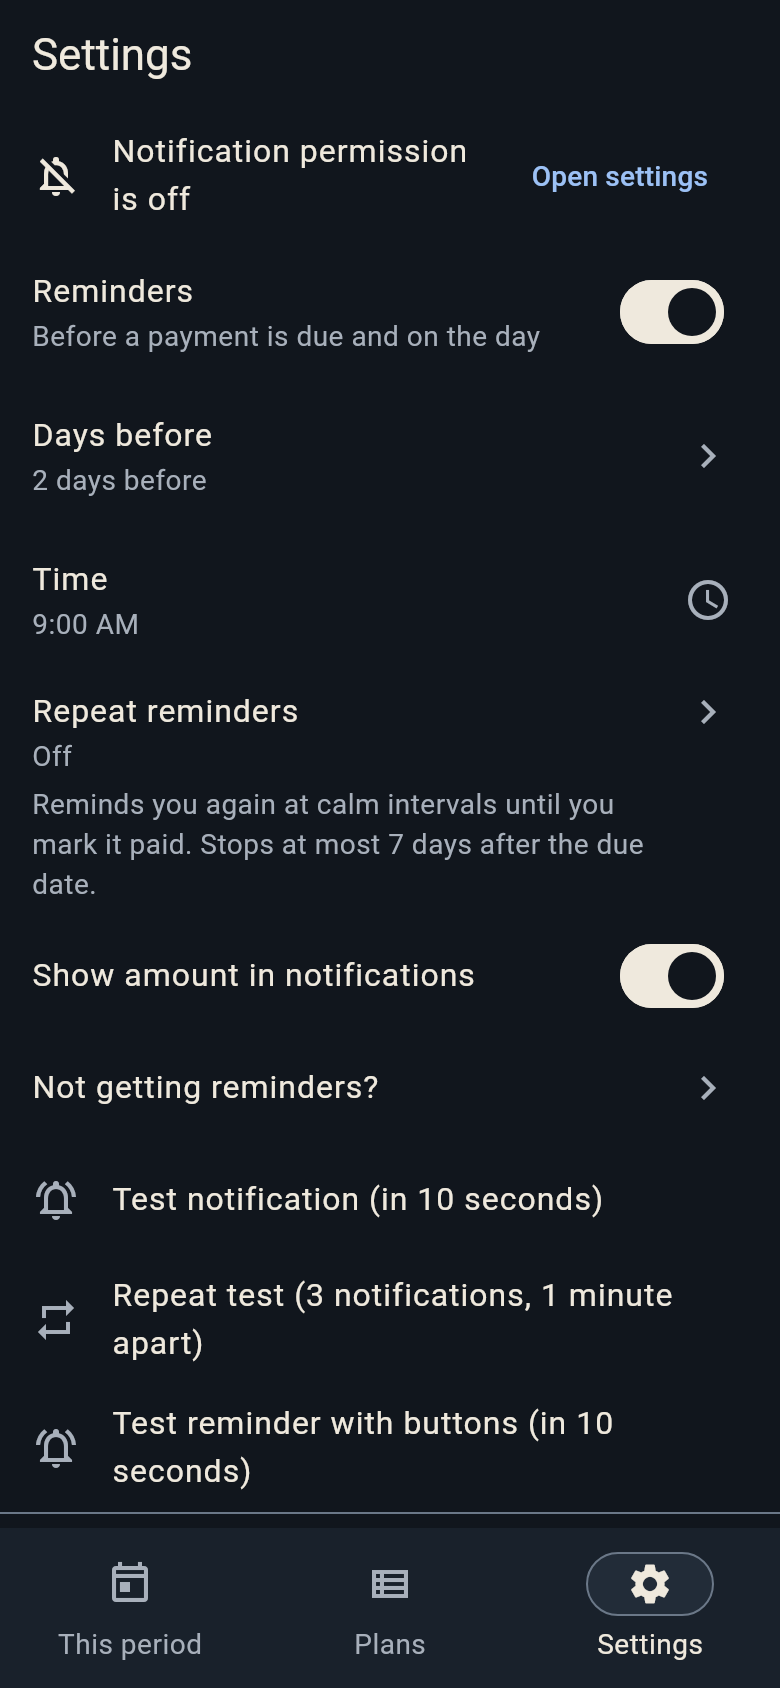 Settings
Notification permission
is off
Open settings
Reminders
Before a payment is due and on the day
Days before
2 days before
Time
9:00 AM
Repeat reminders
Off
Reminds you again at calm intervals until you
mark it paid. Stops at most 7 days after the due
date.
Show amount in notifications
Not getting reminders?
Test notification (in 10 seconds)
Repeat test (3 notifications, 1 minute
apart)
Test reminder with buttons (in 10
seconds)
This period
Plans
Settings